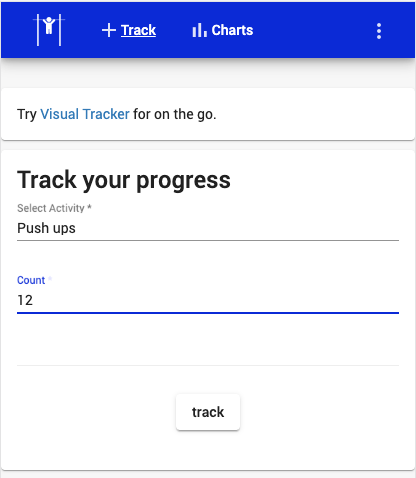 Track
Charts
Try Visual Tracker for on the go.
Track your progress
Select Activity *
Push ups
Count *
12
track